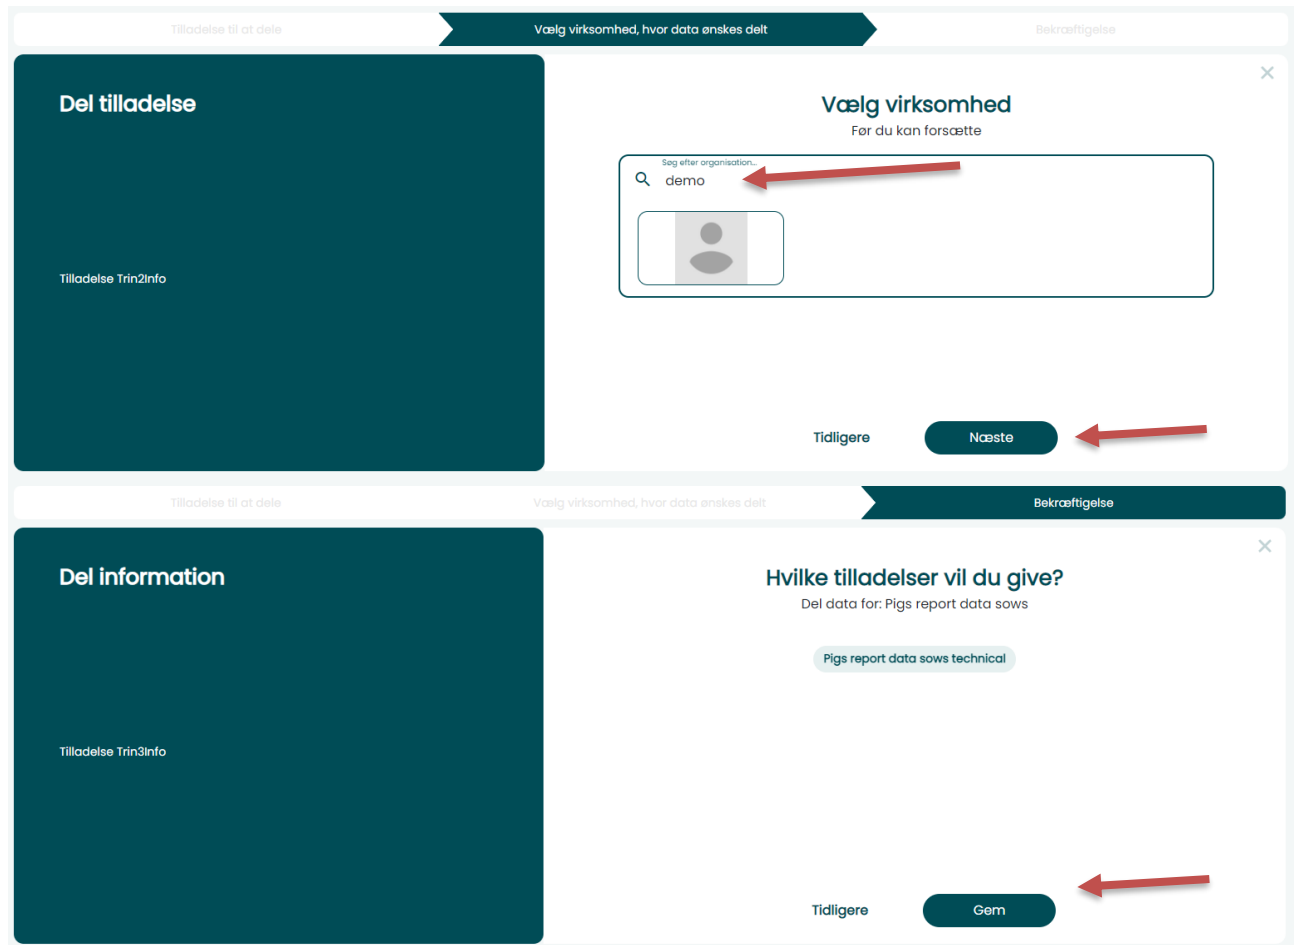 Tilladelse til at dele
Vælg virksomhed, hvor data ønskes delt
Bekræftigelse
Del tilladelse
Tilladelse Trin2Info
Vælg virksomhed
Før du kan forsætte
Søg efter organisation...
demo
Tidligere
Næste
Tilladelse til at dele
Vælg virksomhed, hvor data ønskes delt
Bekræftigelse
Del information
Tilladelse Trin3Info
Hvilke tilladelser vil du give?
Del data for: Pigs report data sows
Pigs report data sows technical
Tidligere
Gem